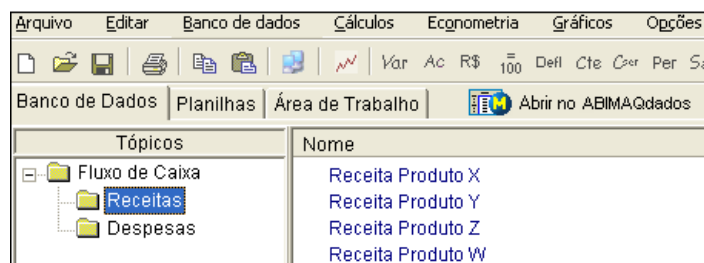 Arquivo Editar Banco de dados Cálculos Econometria Gráficos Opções
Var Ac R$ =100 Defl Cte Per
Banco de Dados Planilhas Área de Trabalho Abrir no ABIMAQdados
Tópicos Nome
Fluxo de Caixa Receita Produto X
Receitas Receita Produto Y
Despesas Receita Produto Z
Receita Produto W